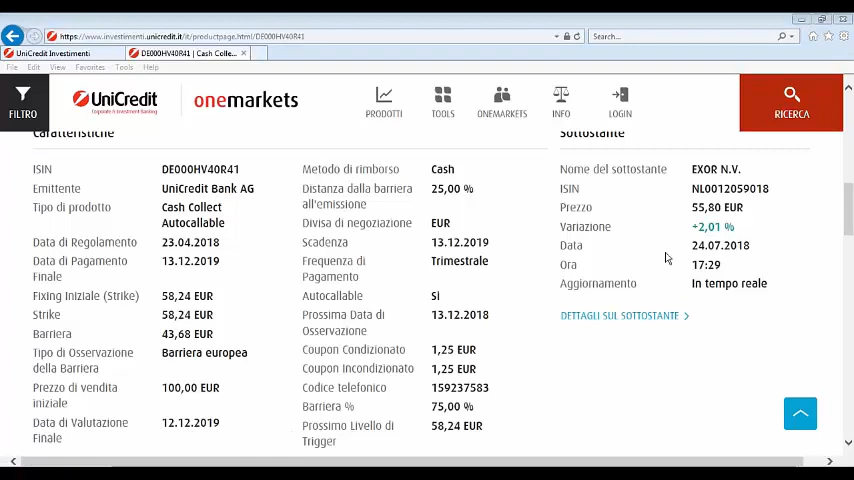 https://www.investimenti.unicredit.it/it/productpage.html/DE000HV40R41
Search...
UniCredit Investimenti
DE000HV40R41 | Cash Colle...
File Edit View Favorites Tools Help
FILTRO
UniCredit
Corporate & Investment Banking
onemarkets
PRODOTTI
TOOLS
ONEMARKETS
INFO
LOGIN
RICERCA
Caratteristiche
ISIN DE000HV40R41
Emittente UniCredit Bank AG
Tipo di prodotto Cash Collect
Autocallable
Data di Regolamento 23.04.2018
Data di Pagamento 13.12.2019
Finale
Fixing Iniziale (Strike) 58,24 EUR
Strike 58,24 EUR
Barriera 43,68 EUR
Tipo di Osservazione Barriera europea
della Barriera
Prezzo di vendita 100,00 EUR
iniziale
Data di Valutazione 12.12.2019
Finale
Metodo di rimborso Cash
Distanza dalla barriera 25,00 %
all'emissione
Divisa di negoziazione EUR
Scadenza 13.12.2019
Frequenza di Trimestrale
Pagamento
Autocallable Si
Prossima Data di 13.12.2018
Osservazione
Coupon Condizionato 1,25 EUR
Coupon Incondizionato 1,25 EUR
Codice telefonico 159237583
Barriera % 75,00 %
Prossimo Livello di 58,24 EUR
Trigger
Sottostante
Nome del sottostante EXOR N.V.
ISIN NL0012059018
Prezzo 55,80 EUR
Variazione +2,01 %
Data 24.07.2018
Ora 17:29
Aggiornamento In tempo reale
DETTAGLI SUL SOTTOSTANTE